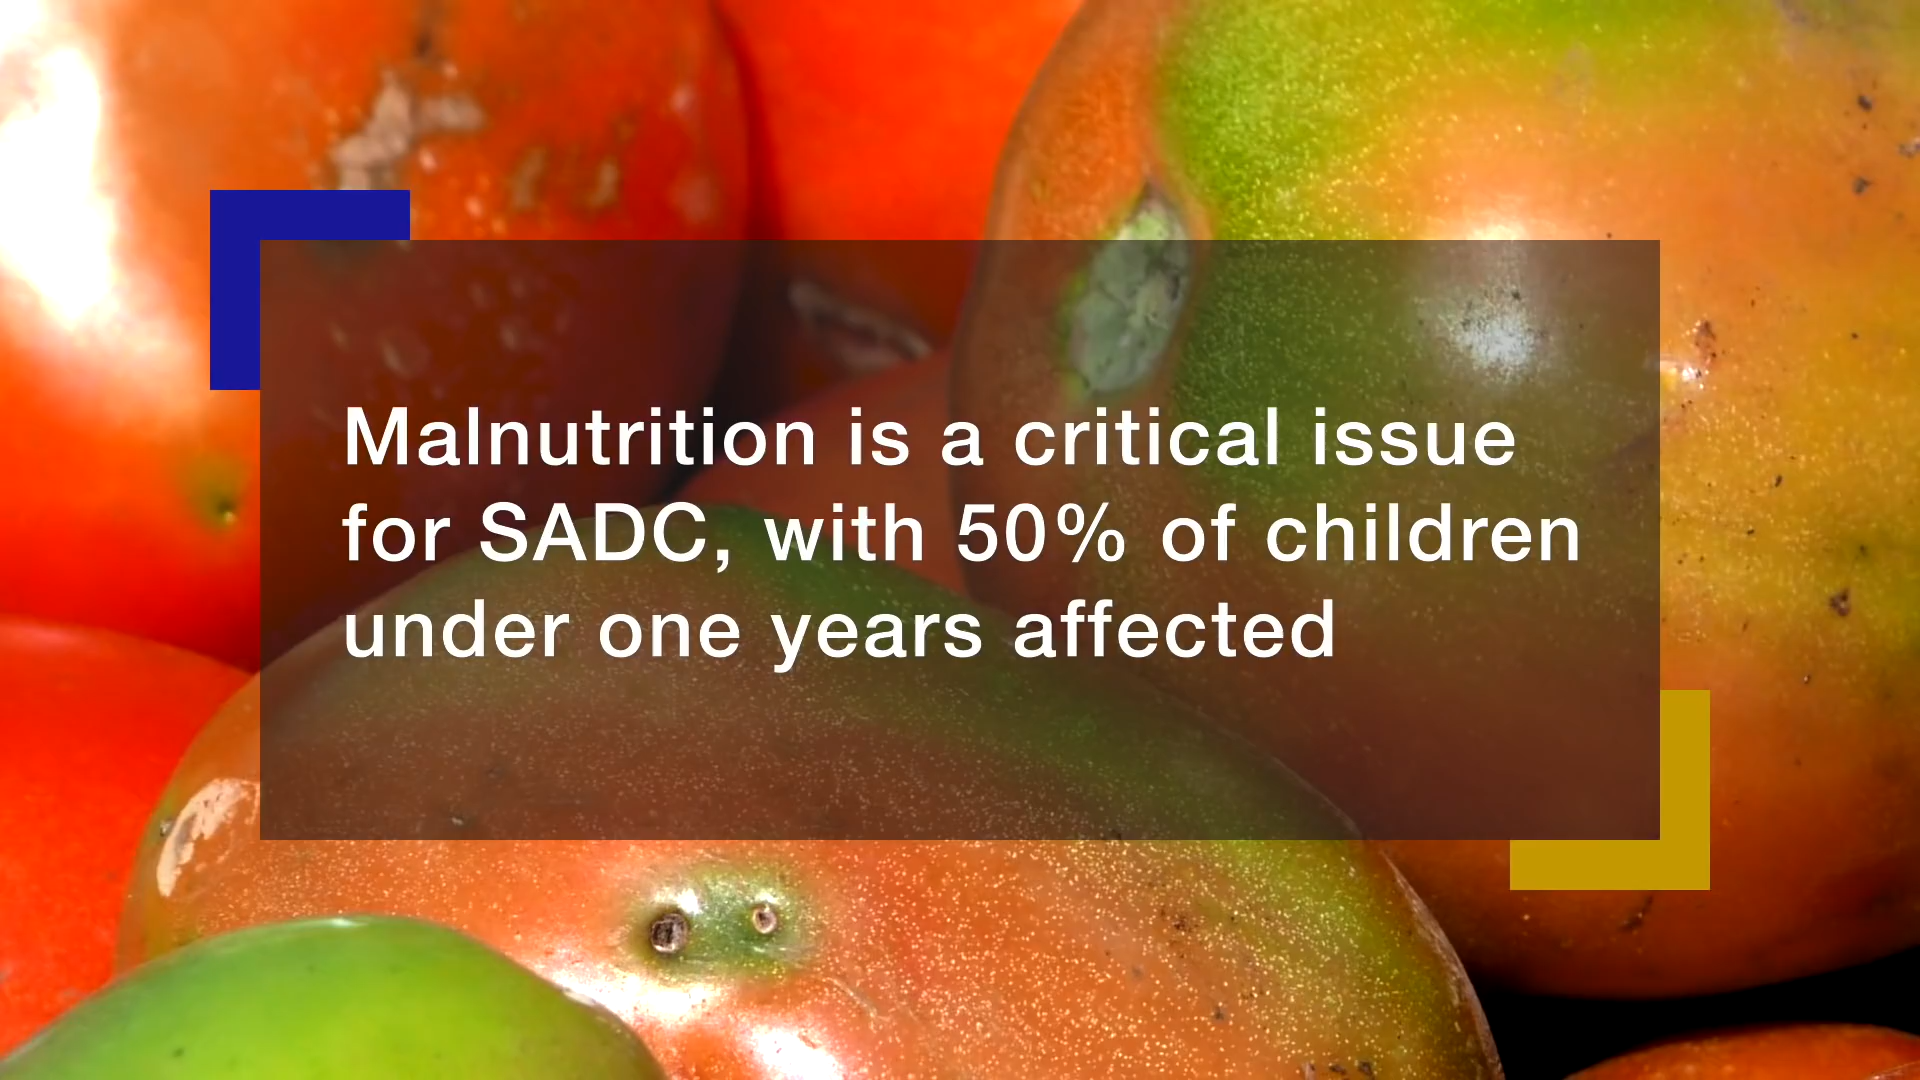 Malnutrition is a critical issue
for SADC, with 50% of children
under one years affected